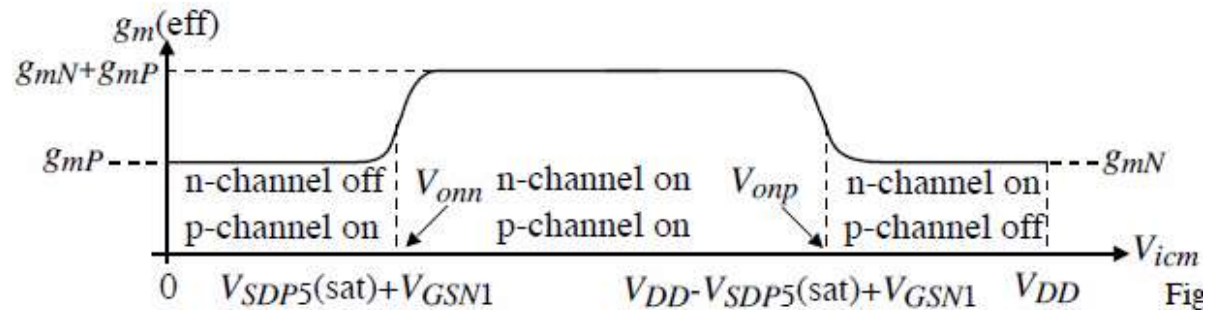 gm(eff)
gmN+gmP
gmP
gmN
n-channel off Vonn n-channel on Vonp n-channel on
p-channel on p-channel on p-channel off
Vicm
0 VSDP5(sat)+VGSN1 VDD-VSDP5(sat)+VGSN1 VDD Fig